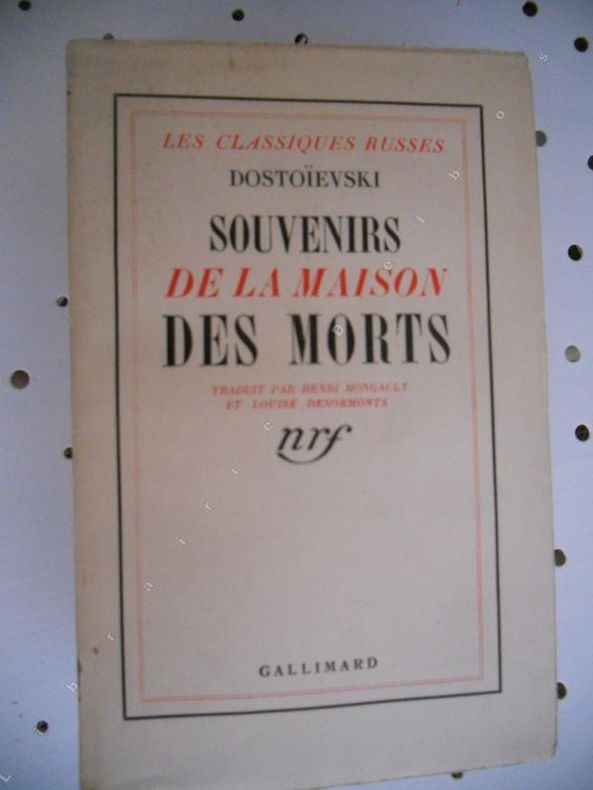 LES CLASSIQUES RUSSES
DOSTOÏEVSKI
SOUVENIRS
DE LA MAISON
DES MORTS
TRADUIT PAR HENRI MONGAULT
ET LOUISE DESORMONTS
nrf
GALLIMARD